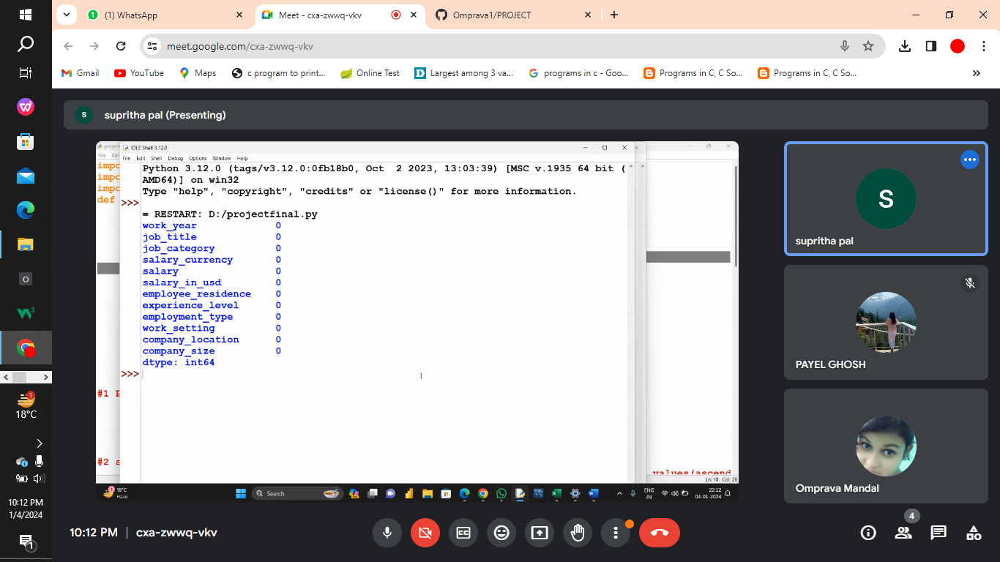 (1) WhatsApp
Meet - cxa-zwwq-vkv
Omprava1/PROJECT
meet.google.com/cxa-zwwq-vkv
Gmail
YouTube
Maps
c program to print...
Online Test
Largest among 3 va...
programs in c - Goo...
Programs in C, C So...
Programs in C, C So...
S
supritha pal (Presenting)
IDLE Shell 3.12.0
File Edit Shell Debug Options Window Help
Python 3.12.0 (tags/v3.12.0:0fb18b0, Oct 2 2023, 13:03:39) [MSC v.1935 64 bit (
AMD64)] on win32
Type "help", "copyright", "credits" or "license()" for more information.
>>>
= RESTART: D:/projectfinal.py
work_year 0
job_title 0
job_category 0
salary_currency 0
salary 0
salary_in_usd 0
employee_residence 0
experience_level 0
employment_type 0
work_setting 0
company_location 0
company_size 0
dtype: int64
>>>
File Edi
impo
impo
impo
def
#1 P
#2 s
values(ascend
Ln: 10 Col: 28
18°C
Haze
Search
ENG
IN
22:12
04-01-2024
S
supritha pal
PAYEL GHOSH
Omprava Mandal
18°C
10:12 PM
1/4/2024
1
10:12 PM | cxa-zwwq-vkv
4